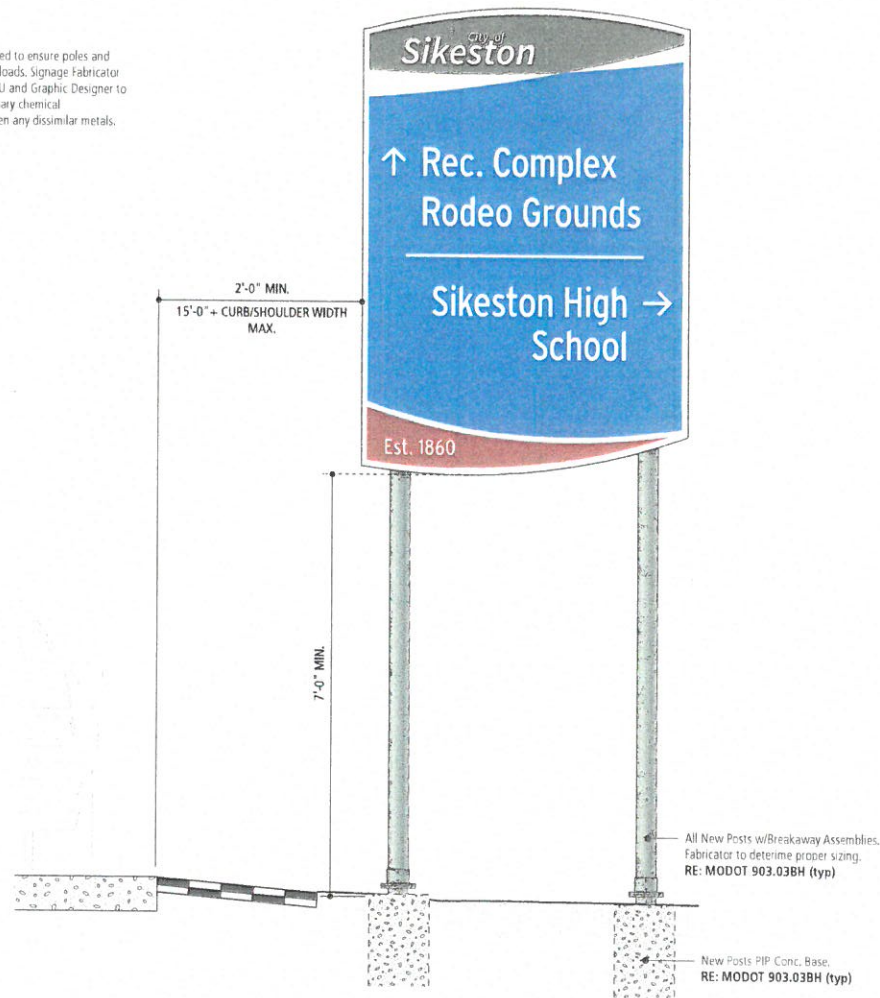 ed to ensure poles and
loads. Signage Fabricator
U and Graphic Designer to
ary chemical
en any dissimilar metals.
City of
Sikeston
↑ Rec. Complex
Rodeo Grounds
Sikeston High →
School
Est. 1860
2'-0" MIN.
15'-0" + CURB/SHOULDER WIDTH
MAX.
7'-0" MIN.
All New Posts w/Breakaway Assemblies.
Fabricator to deterime proper sizing.
RE: MODOT 903.03BH (typ)
New Posts PIP Conc. Base.
RE: MODOT 903.03BH (typ)